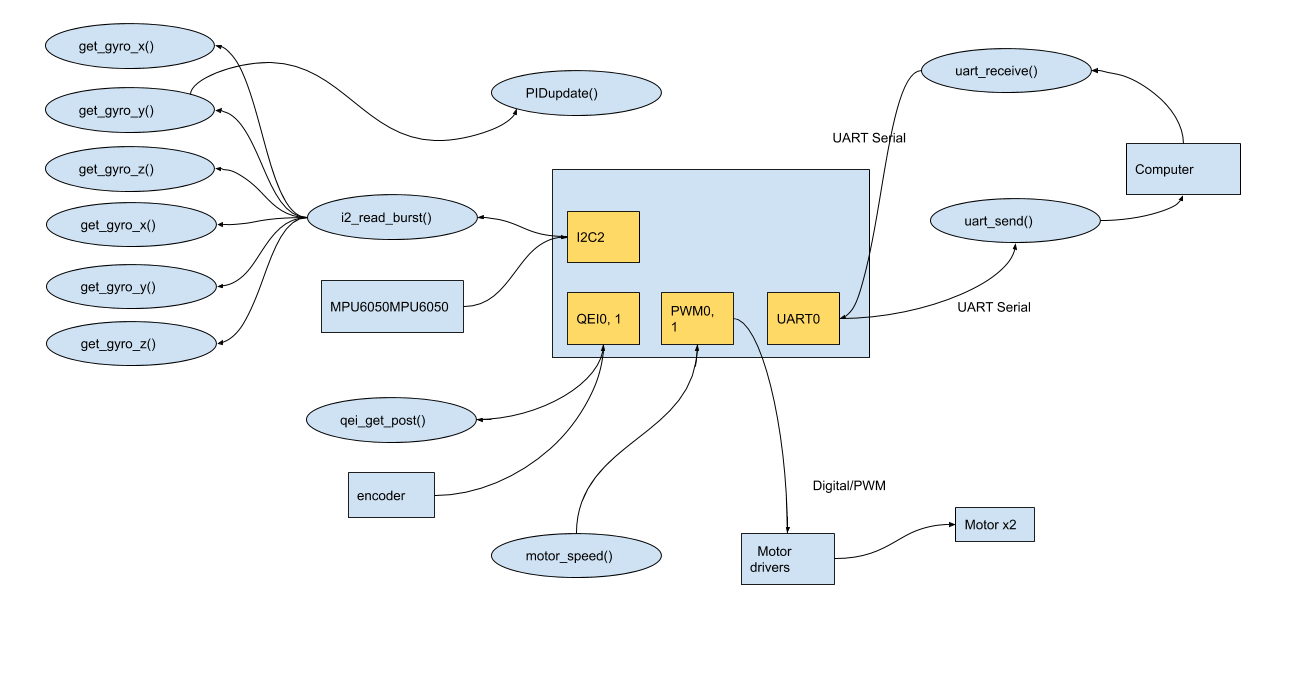 get_gyro_x()
get_gyro_y()
get_gyro_z()
get_gyro_x()
get_gyro_y()
get_gyro_z()
PIDupdate()
i2_read_burst()
MPU6050MPU6050
I2C2
QEI0, 1
PWM0,
1
UART0
UART Serial
uart_receive()
Computer
uart_send()
UART Serial
qei_get_post()
encoder
motor_speed()
Digital/PWM
Motor
drivers
Motor x2